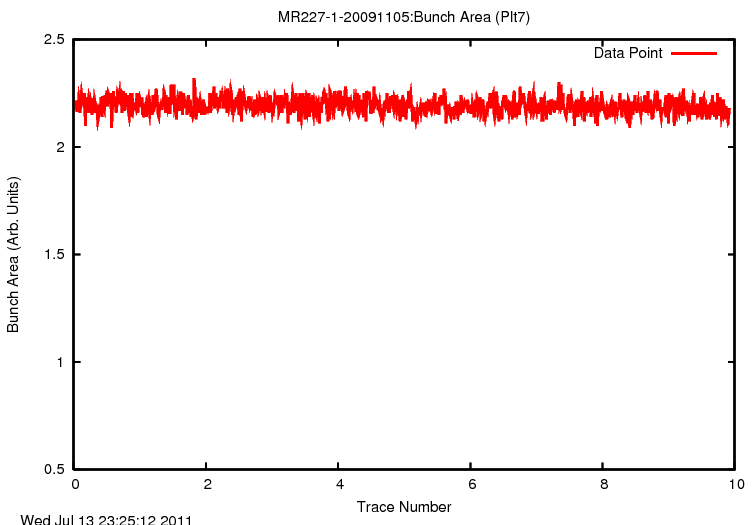 MR227-1-20091105:Bunch Area (Plt7)
2.5
Data Point
2
1.5
1
0.5
Bunch Area (Arb. Units)
0 2 4 6 8 10
Trace Number
Wed Jul 13 23:25:12 2011